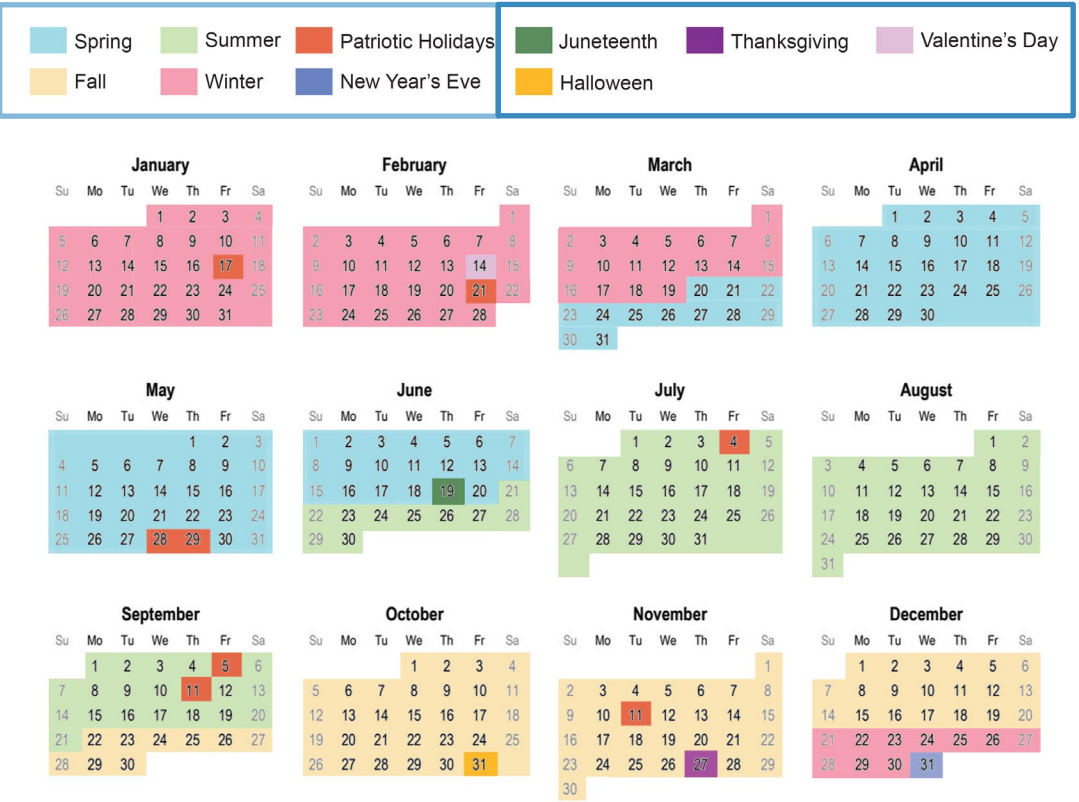 Spring Summer Patriotic Holidays Juneteenth Thanksgiving Valentine's Day
Fall Winter New Year's Eve Halloween
January February March April
Su Mo Tu We Th Fr Sa Su Mo Tu We Th Fr Sa Su Mo Tu We Th Fr Sa Su Mo Tu We Th Fr Sa
1 2 3 4 1 1 1 2 3 4 5
5 6 7 8 9 10 11 2 3 4 5 6 7 8 2 3 4 5 6 7 8 6 7 8 9 10 11 12
12 13 14 15 16 17 18 9 10 11 12 13 14 15 9 10 11 12 13 14 15 13 14 15 16 17 18 19
19 20 21 22 23 24 25 16 17 18 19 20 21 22 16 17 18 19 20 21 22 20 21 22 23 24 25 26
26 27 28 29 30 31 23 24 25 26 27 28 23 24 25 26 27 28 29 27 28 29 30
30 31
May June July August
Su Mo Tu We Th Fr Sa Su Mo Tu We Th Fr Sa Su Mo Tu We Th Fr Sa Su Mo Tu We Th Fr Sa
1 2 3 1 2 3 4 5 6 7 1 2 3 4 5 1 2
4 5 6 7 8 9 10 8 9 10 11 12 13 14 6 7 8 9 10 11 12 3 4 5 6 7 8 9
11 12 13 14 15 16 17 15 16 17 18 19 20 21 13 14 15 16 17 18 19 10 11 12 13 14 15 16
18 19 20 21 22 23 24 22 23 24 25 26 27 28 20 21 22 23 24 25 26 17 18 19 20 21 22 23
25 26 27 28 29 30 31 29 30 27 28 29 30 31 24 25 26 27 28 29 30
31
September October November December
Su Mo Tu We Th Fr Sa Su Mo Tu We Th Fr Sa Su Mo Tu We Th Fr Sa Su Mo Tu We Th Fr Sa
1 2 3 4 5 6 1 2 3 4 1 1 2 3 4 5 6
7 8 9 10 11 12 13 5 6 7 8 9 10 11 2 3 4 5 6 7 8 7 8 9 10 11 12 13
14 15 16 17 18 19 20 12 13 14 15 16 17 18 9 10 11 12 13 14 15 14 15 16 17 18 19 20
21 22 23 24 25 26 27 19 20 21 22 23 24 25 16 17 18 19 20 21 22 21 22 23 24 25 26 27
28 29 30 26 27 28 29 30 31 23 24 25 26 27 28 29 28 29 30 31
30